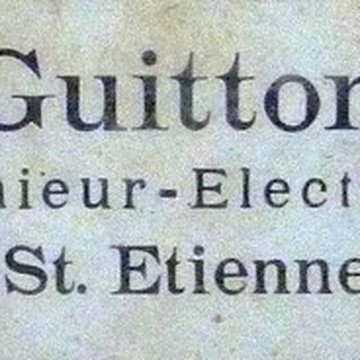 Guitton
nieur-Elect
St. Etienne